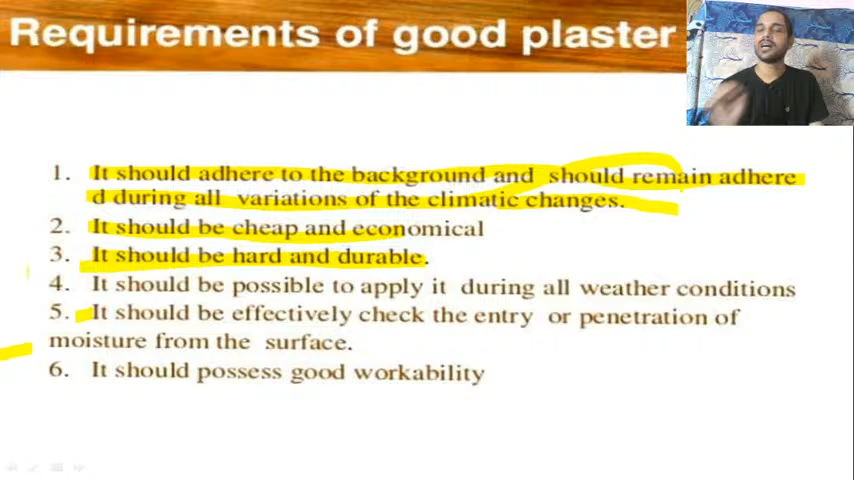 Requirements of good plaster
1. It should adhere to the background and should remain adhere
d during all variations of the climatic changes.
2. It should be cheap and economical
3. It should be hard and durable.
4. It should be possible to apply it during all weather conditions
5. It should be effectively check the entry or penetration of
moisture from the surface.
6. It should possess good workability